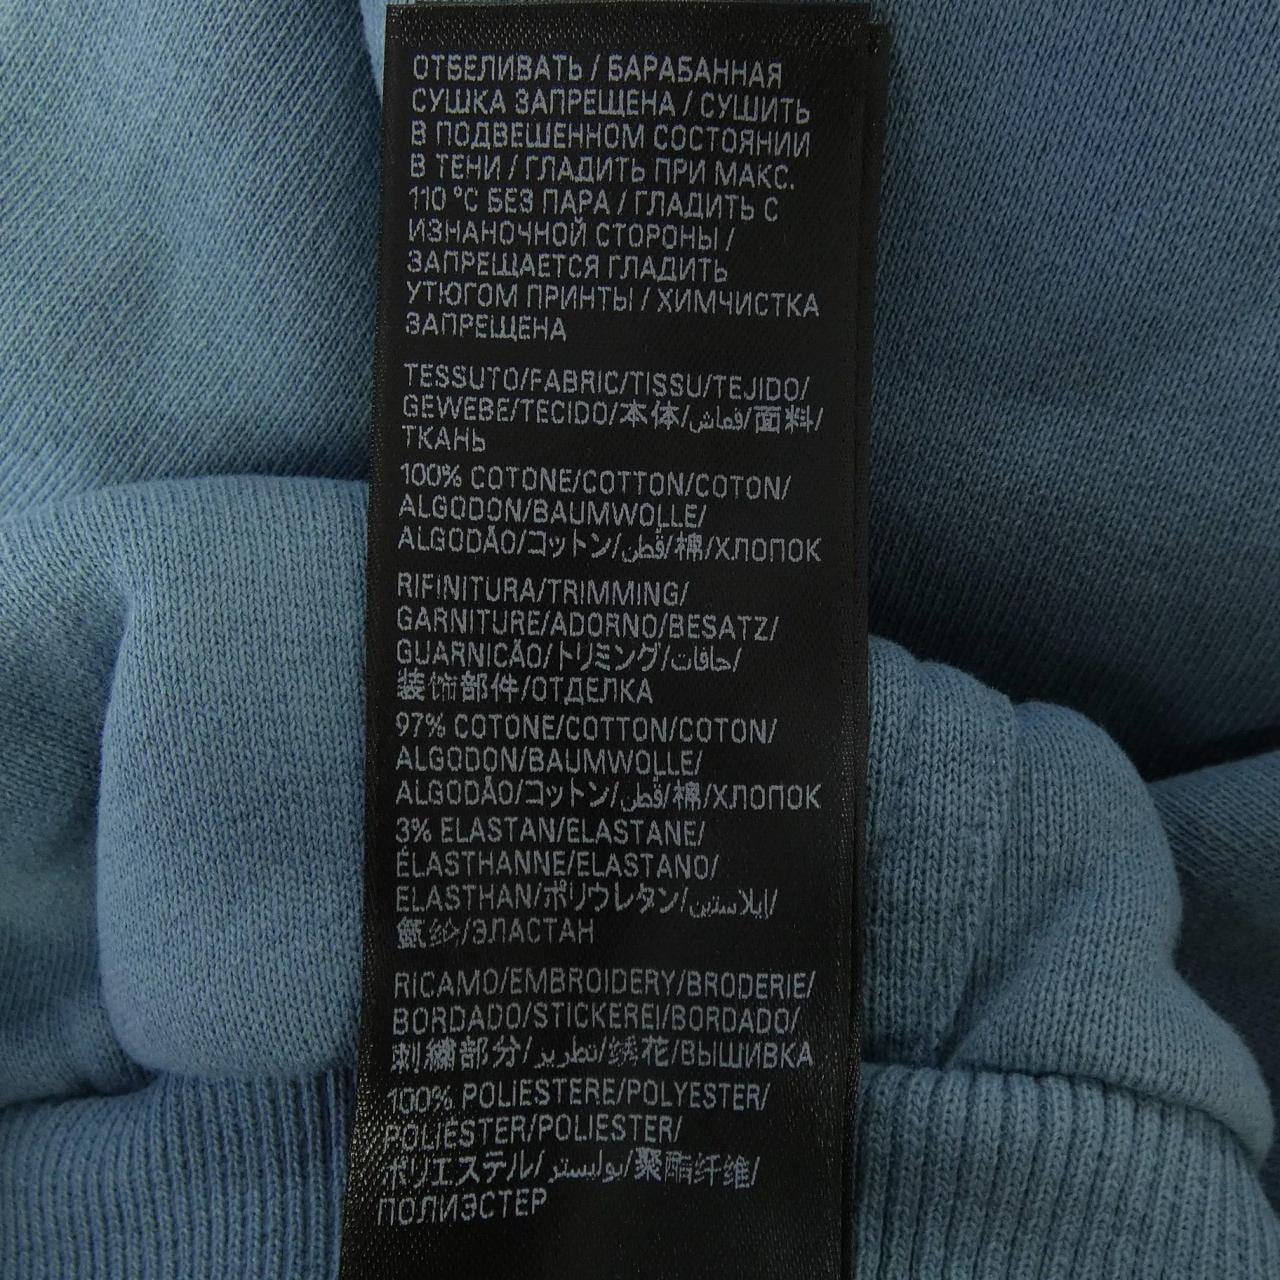 ОТБЕЛИВАТЬ / БАРАБАННАЯ
СУШКА ЗАПРЕЩЕНА / СУШИТЬ
В ПОДВЕШЕННОМ СОСТОЯНИИ
В ТЕНИ / ГЛАДИТЬ ПРИ МАКС.
110 °C БЕЗ ПАРА / ГЛАДИТЬ С
ИЗНАНОЧНОЙ СТОРОНЫ /
ЗАПРЕЩАЕТСЯ ГЛАДИТЬ
УТЮГОМ ПРИНТЫ / ХИМЧИСТКА
ЗАПРЕЩЕНА
TESSUTO/FABRIC/TISSU/TEJIDO/
GEWEBE/TECIDO/本体/قماش/面料/
ТКАНЬ
100% COTONE/COTTON/COTON/
ALGODON/BAUMWOLLE/
ALGODÃO/コットン/قطن/棉/ХЛОПОК
RIFINITURA/TRIMMING/
GARNITURE/ADORNO/BESATZ/
GUARNICÃO/トリミング/حافات/
装饰部件/ОТДЕЛКА
97% COTONE/COTTON/COTON/
ALGODON/BAUMWOLLE/
ALGODÃO/コットン/قطن/棉/ХЛОПОК
3% ELASTAN/ELASTANE/
ÉLASTHANNE/ELASTANO/
ELASTHAN/ポリウレタン/إيلاستين/
氨纶/ЭЛАСТАН
RICAMO/EMBROIDERY/BRODERIE/
BORDADO/STICKEREI/BORDADO/
刺繍部分/تطريز/绣花/ВЫШИВКА
100% POLIESTERE/POLYESTER/
POLIÉSTER/POLIESTER/
ポリエステル/بوليستر/聚酯纤维/
ПОЛИЭСТЕР